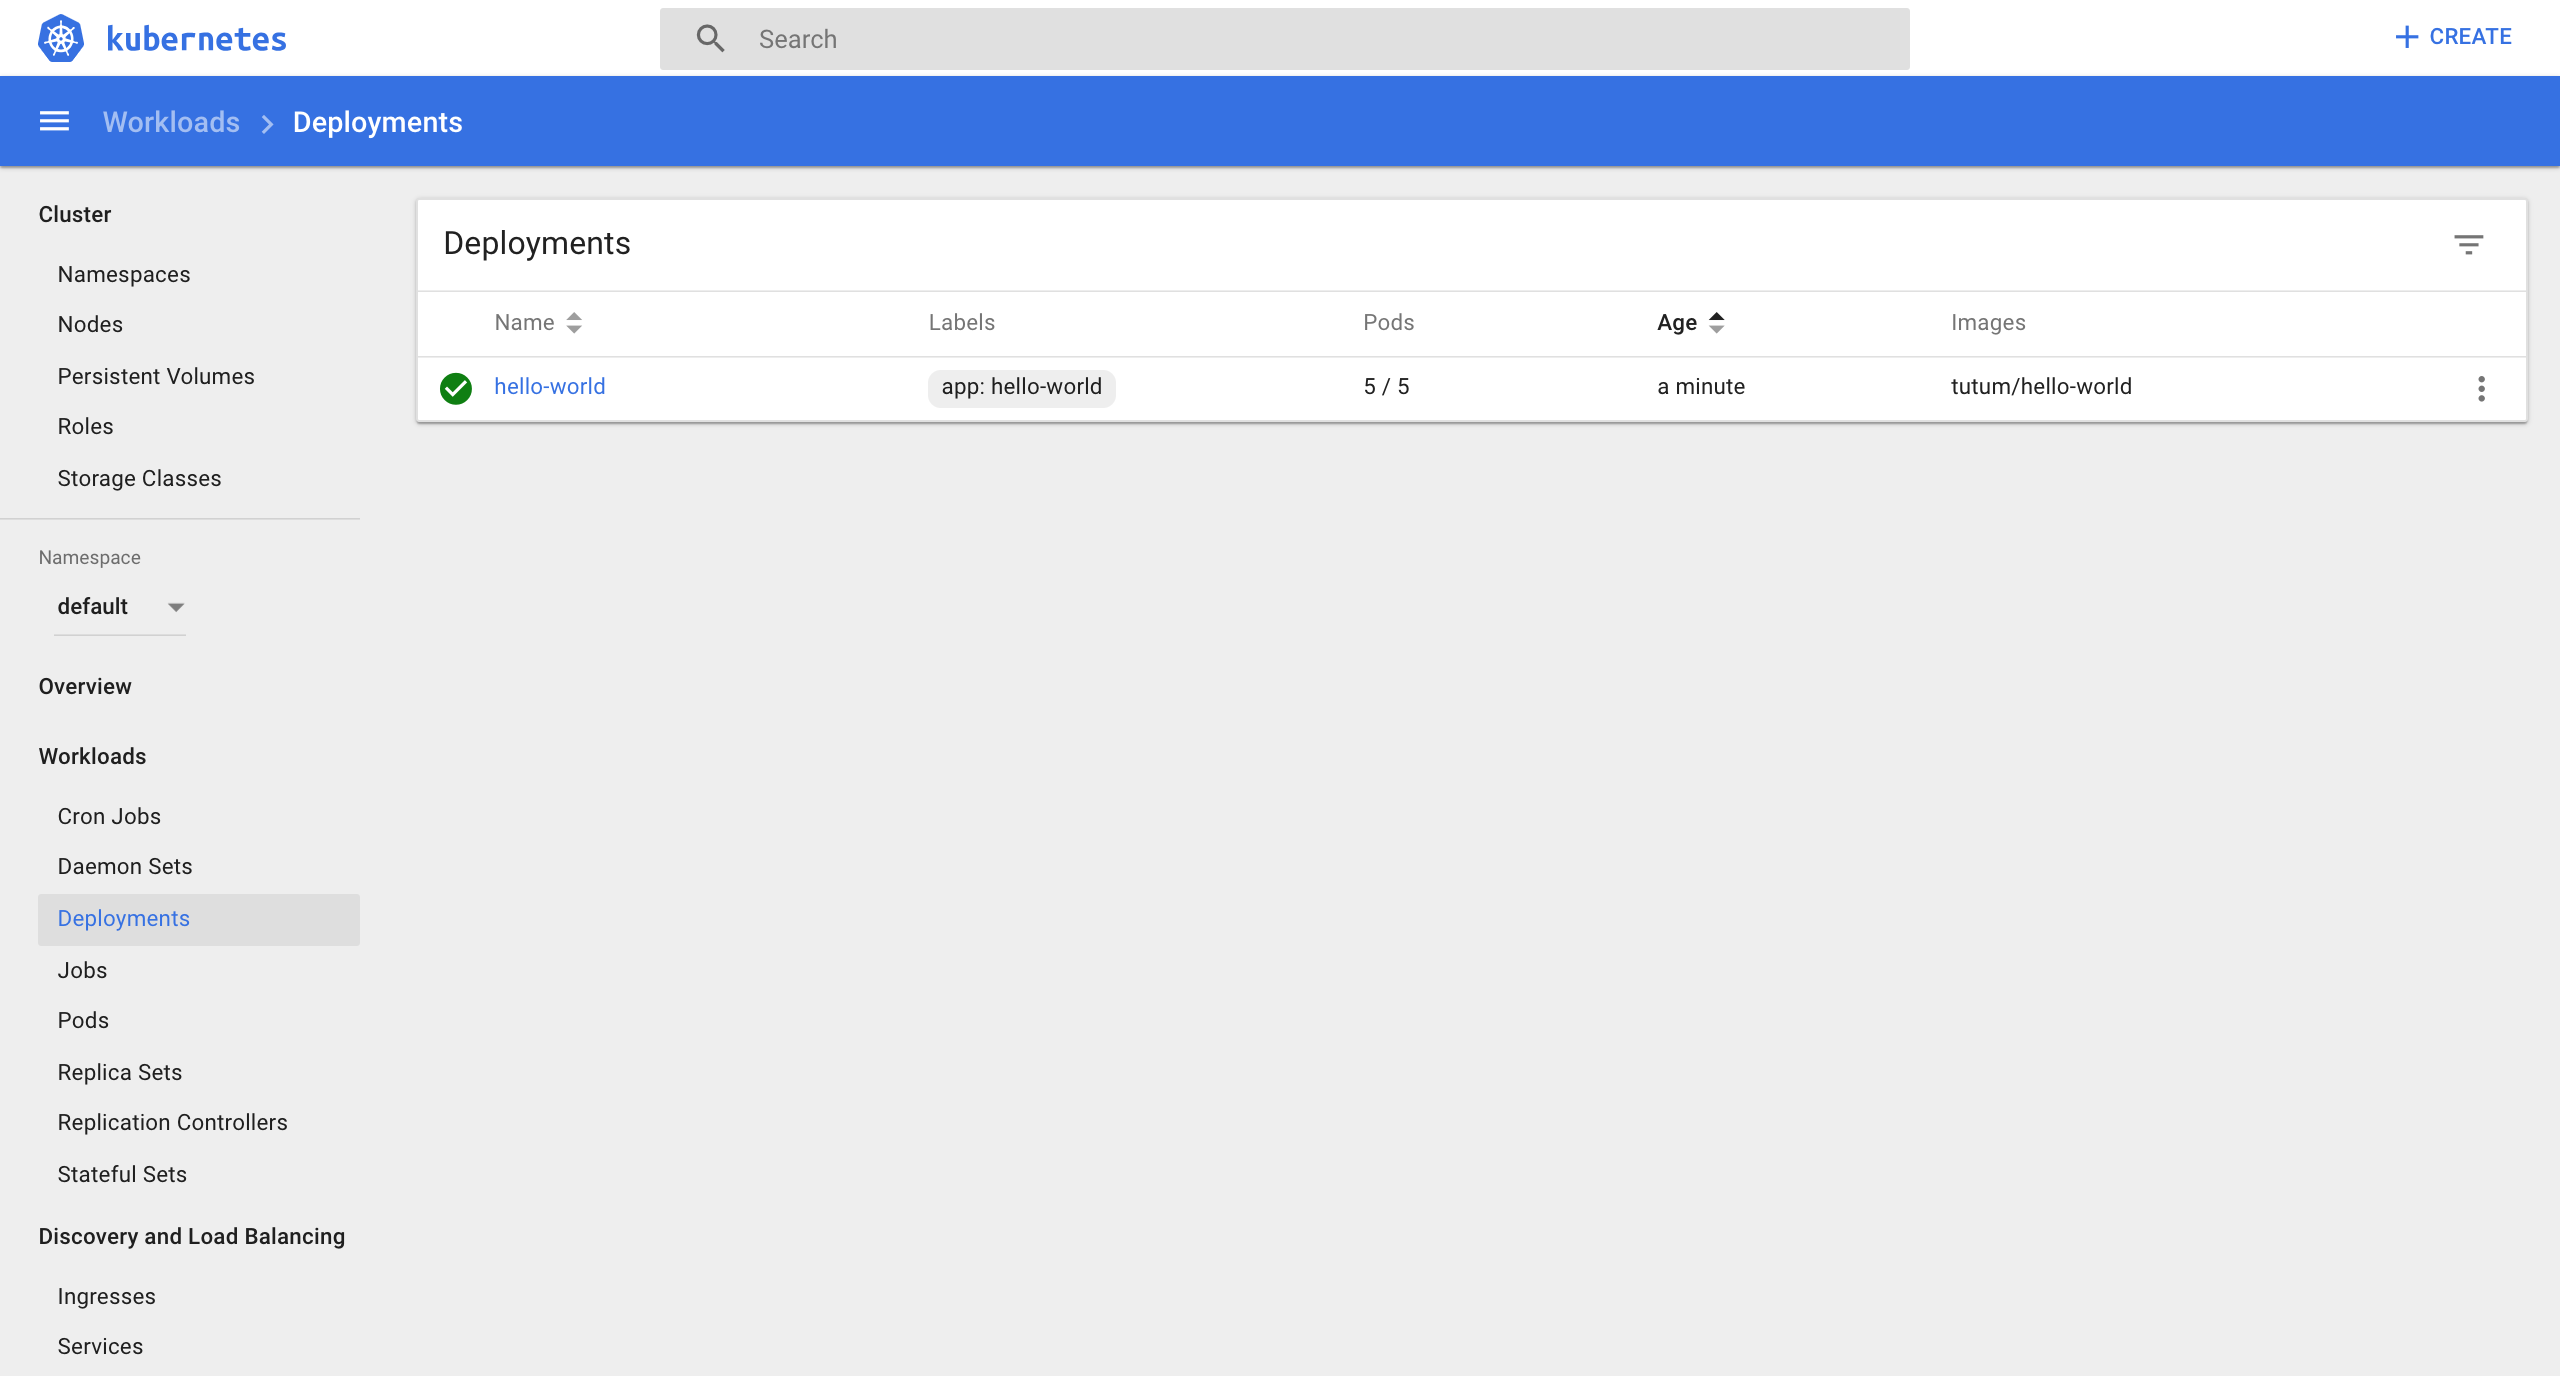 kubernetes
Search
CREATE
Workloads
Deployments
Cluster
Namespaces
Nodes
Persistent Volumes
Roles
Storage Classes
Namespace
default
Overview
Workloads
Cron Jobs
Daemon Sets
Deployments
Jobs
Pods
Replica Sets
Replication Controllers
Stateful Sets
Discovery and Load Balancing
Ingresses
Services
Deployments
Name Labels Pods Age Images
hello-world app: hello-world 5 / 5 a minute tutum/hello-world